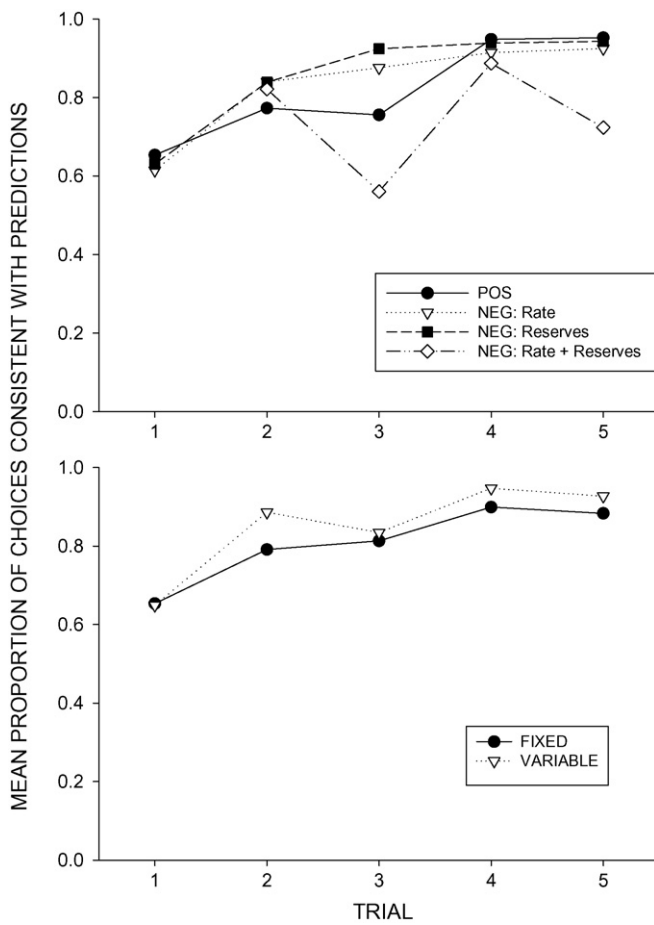 MEAN PROPORTION OF CHOICES CONSISTENT WITH PREDICTIONS
1.0
0.8
0.6
0.4
0.2
0.0
POS
NEG: Rate
NEG: Reserves
NEG: Rate + Reserves
1 2 3 4 5
1.0
0.8
0.6
0.4
0.2
0.0
FIXED
VARIABLE
1 2 3 4 5
TRIAL